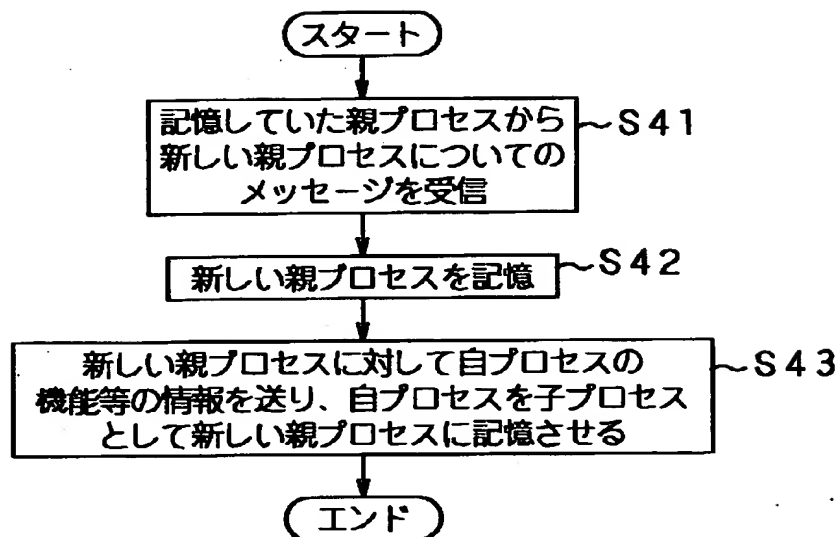 スタート
記憶していた親プロセスから
新しい親プロセスについての
メッセージを受信
~S41
新しい親プロセスを記憶
~S42
新しい親プロセスに対して自プロセスの
機能等の情報を送り、自プロセスを子プロセス
として新しい親プロセスに記憶させる
~S43
エンド